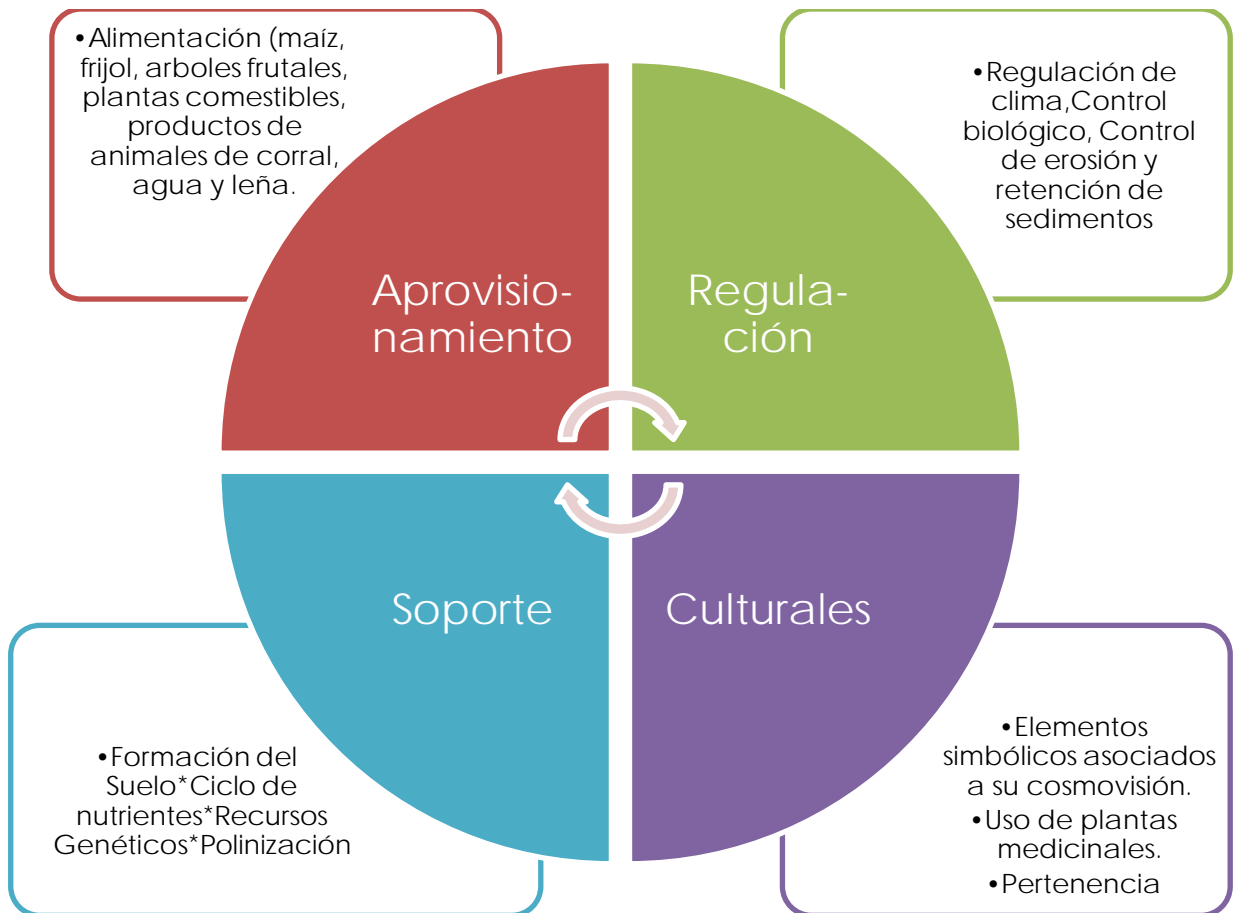 •Alimentación (maíz,
frijol, arboles frutales,
plantas comestibles,
productos de
animales de corral,
agua y leña.
•Regulación de
clima,Control
biológico, Control
de erosión y
retención de
sedimentos
Aprovisio-
namiento
Regula-
ción
Soporte
Culturales
•Formación del
Suelo*Ciclo de
nutrientes*Recursos
Genéticos*Polinización
•Elementos
simbólicos asociados
a su cosmovisión.
•Uso de plantas
medicinales.
•Pertenencia